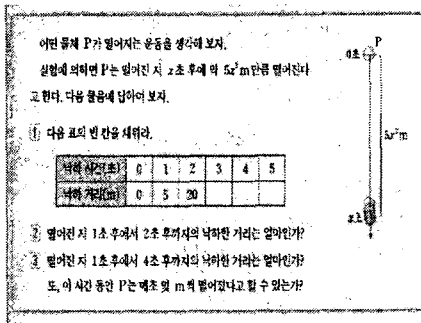 어떤 물체 P가 떨어지는 운동을 생각해 보자.
실험에 의하면 P는 떨어진 지 x초 후에 약 5x²m만큼 떨어진다
고 한다. 다음 물음에 답하여 보자.
1 다음 표의 빈 칸을 채워라.
낙하 시간(초) 0 1 2 3 4 5
낙하 거리(m) 0 5 20
2 떨어진 지 1초 후에서 2초 후까지의 낙하한 거리는 얼마인가?
3 떨어진 지 1초 후에서 4초 후까지의 낙하한 거리는 얼마인가?
또, 이 시간 동안 P는 매초 몇 m씩 떨어졌다고 할 수 있는가?
P
0초
5x²m
x초